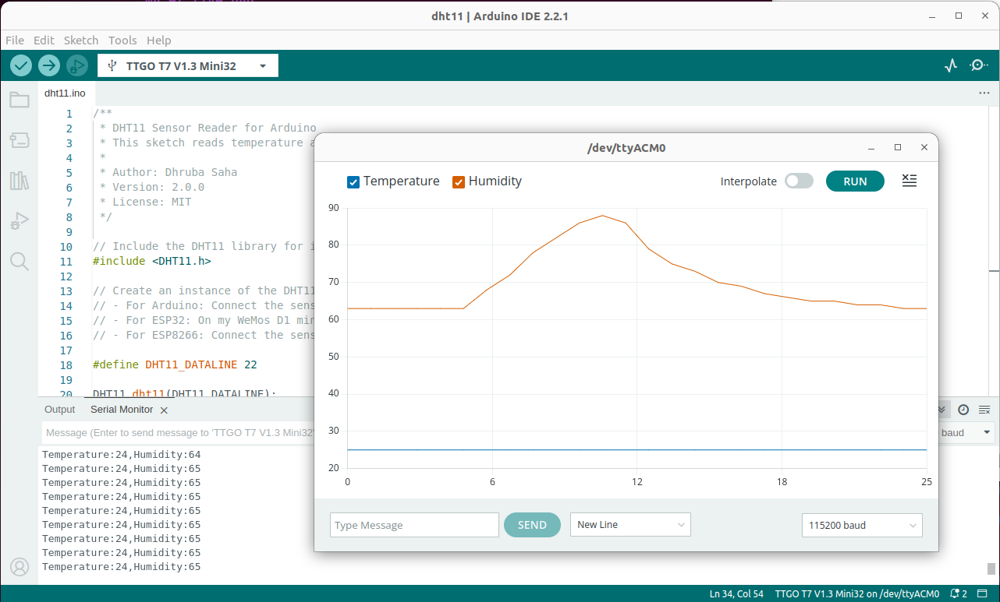 dht11 | Arduino IDE 2.2.1
File Edit Sketch Tools Help
TTGO T7 V1.3 Mini32
dht11.ino
1 /**
2 * DHT11 Sensor Reader for Arduino
3 * This sketch reads temperature
4 *
5 * Author: Dhruba Saha
6 * Version: 2.0.0
7 * License: MIT
8 */
9
10 // Include the DHT11 library for
11 #include <DHT11.h>
12
13 // Create an instance of the DHT11
14 // - For Arduino: Connect the
15 // - For ESP32: On my WeMos D1
16 // - For ESP8266: Connect the
17
18 #define DHT11_DATALINE 22
19
20 DHT11 dht11(DHT11_DATALINE);
Output Serial Monitor
Message (Enter to send message to 'TTGO T7 V1.3 Mini32'
baud
Temperature:24,Humidity:64
Temperature:24,Humidity:65
Temperature:24,Humidity:65
Temperature:24,Humidity:65
Temperature:24,Humidity:65
Temperature:24,Humidity:65
Temperature:24,Humidity:65
Temperature:24,Humidity:65
Temperature:24,Humidity:65
/dev/ttyACM0
Temperature Humidity Interpolate RUN
90
80
70
60
50
40
30
20
0 6 12 18 25
Type Message SEND New Line 115200 baud
Ln 34, Col 54 TTGO T7 V1.3 Mini32 on /dev/ttyACM0 2